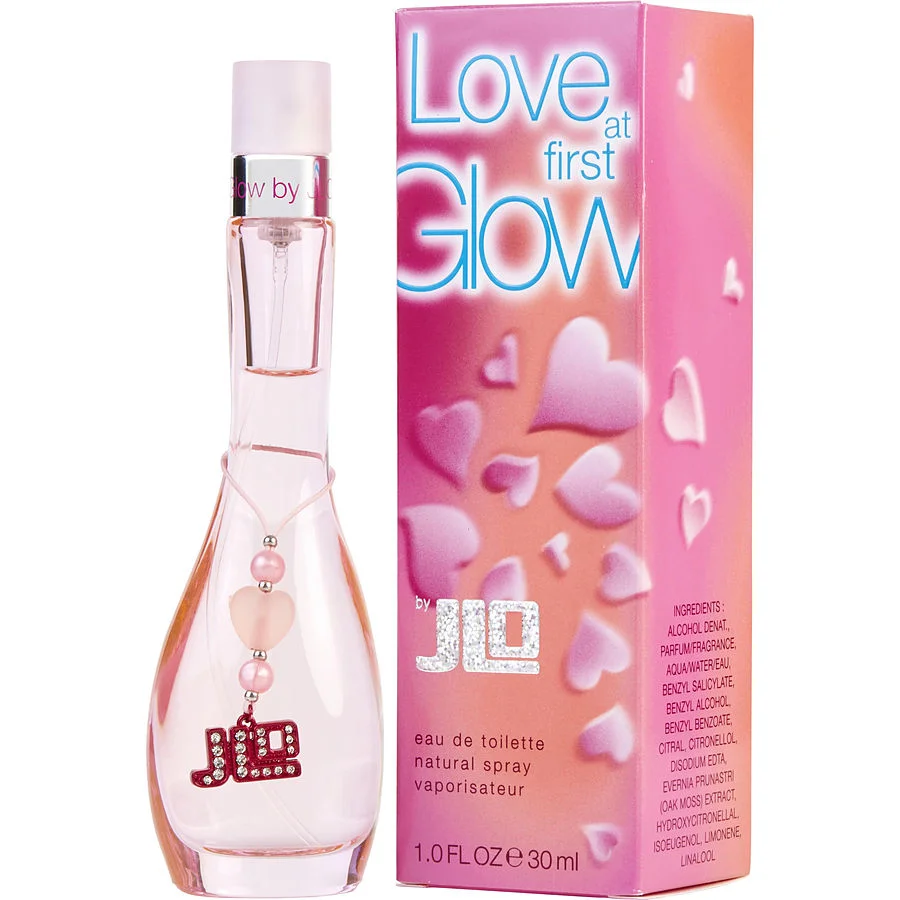 Glow by J.Lo
Love
at
first
Glow
by JLO
eau de toilette
natural spray
vaporisateur
1.0 FL OZ e 30 ml
JLO
INGREDIENTS :
ALCOHOL DENAT.,
PARFUM/FRAGRANCE,
AQUA/WATER/EAU,
BENZYL SALICYLATE,
BENZYL ALCOHOL,
BENZYL BENZOATE,
CITRAL, CITRONELLOL,
DISODIUM EDTA,
EVERNIA PRUNASTRI
(OAK MOSS) EXTRACT,
HYDROXYCITRONELLAL,
ISOEUGENOL, LIMONENE,
LINALOOL